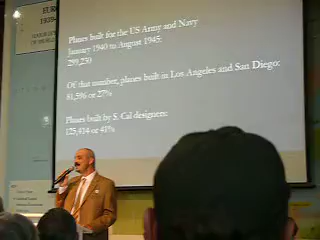 Planes built for the US Army and Navy
January 1940 to August 1945:
299,230
Of that number, planes built in Los Angeles and San Diego:
81,596 or 27%
Planes built by S. Cal designers:
125,414 or 41%